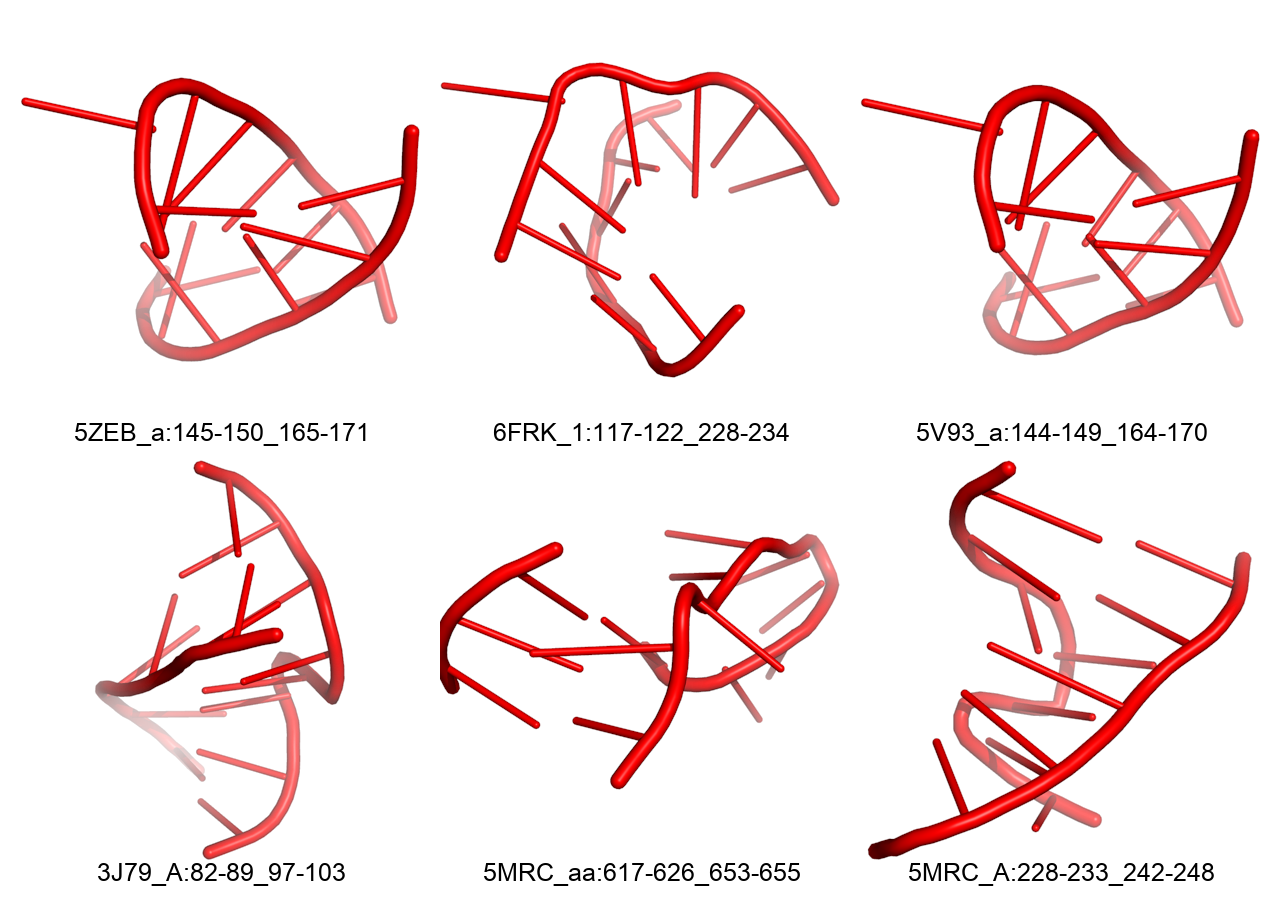 5ZEB_a:145-150_165-171
6FRK_1:117-122_228-234
5V93_a:144-149_164-170
3J79_A:82-89_97-103
5MRC_aa:617-626_653-655
5MRC_A:228-233_242-248